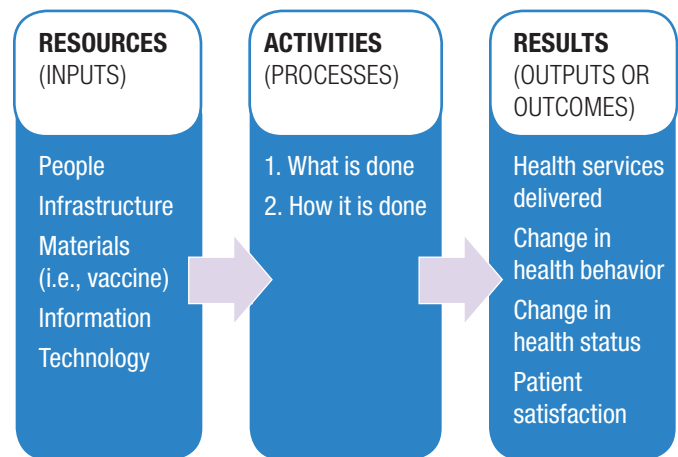 RESOURCES
(INPUTS)
People
Infrastructure
Materials
(i.e., vaccine)
Information
Technology
ACTIVITIES
(PROCESSES)
1. What is done
2. How it is done
RESULTS
(OUTPUTS OR
OUTCOMES)
Health services
delivered
Change in
health behavior
Change in
health status
Patient
satisfaction